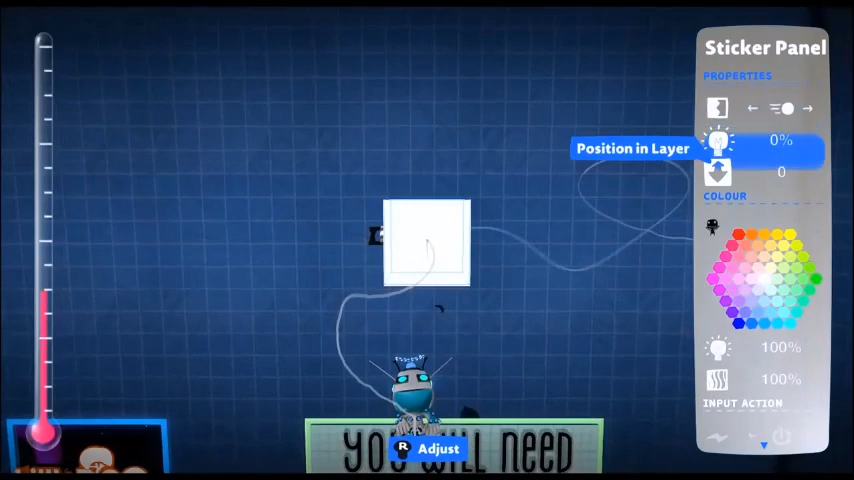 Sticker Panel
PROPERTIES
0%
Position in Layer
0
COLOUR
100%
100%
INPUT ACTION
YOU WILL NEED
R Adjust